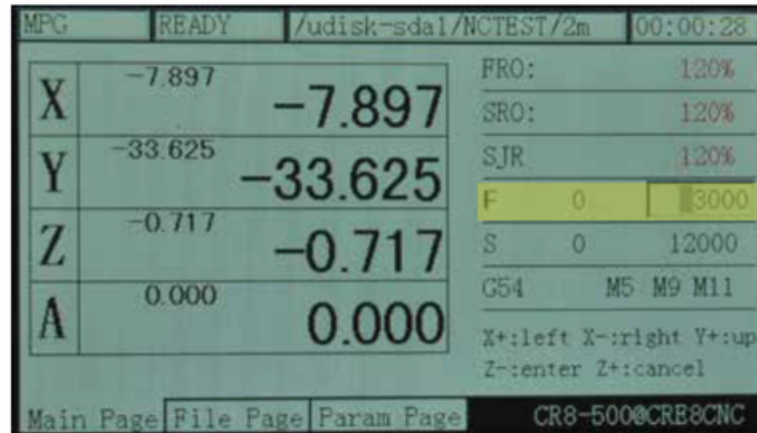 MPG READY /udisk-sda1/NCTEST/2m 00:00:28
X -7.897 -7.897
Y -33.625 -33.625
Z -0.717 -0.717
A 0.000 0.000
FRO: 120%
SRO: 120%
SJR 120%
F 0 3000
S 0 12000
G54 M5 M9 M11
X+:left X-:right Y+:up
Z-:enter Z+:cancel
Main Page File Page Param Page CR8-500@CRE8CNC